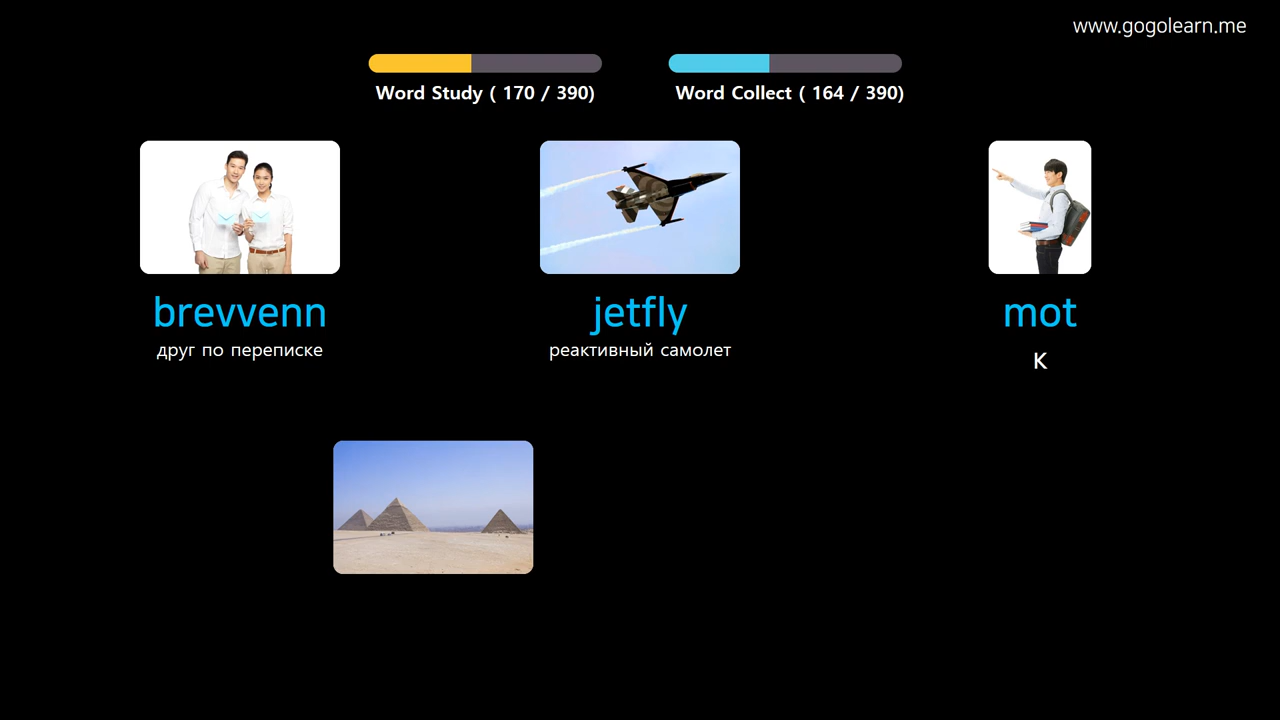 www.gogolearn.me
Word Study ( 170 / 390)
Word Collect ( 164 / 390)
brevvenn
друг по переписке
jetfly
реактивный самолет
mot
К